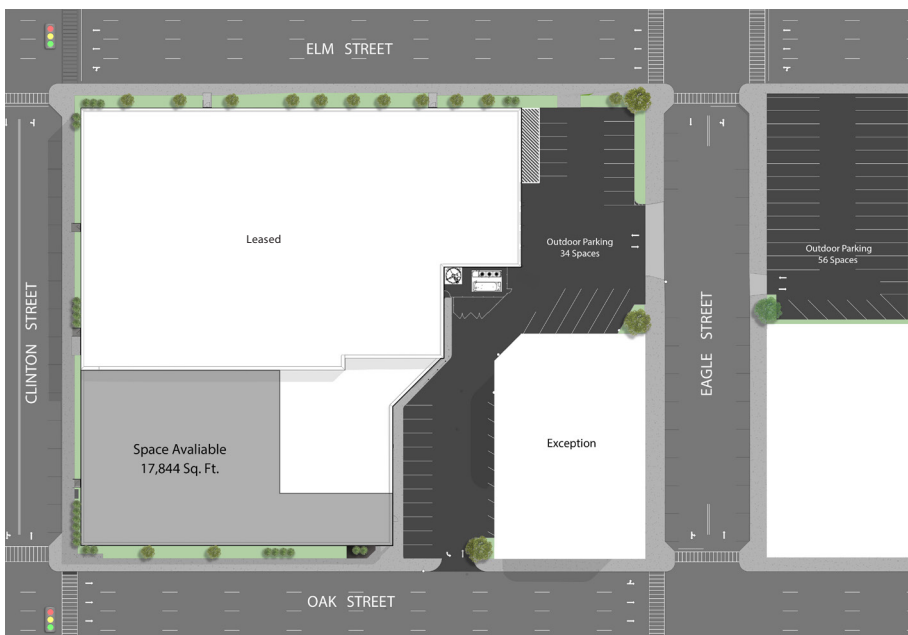 ELM STREET
Leased
Outdoor Parking
34 Spaces
Outdoor Parking
56 Spaces
CLINTON STREET
EAGLE STREET
Space Avaliable
17,844 Sq. Ft.
Exception
OAK STREET